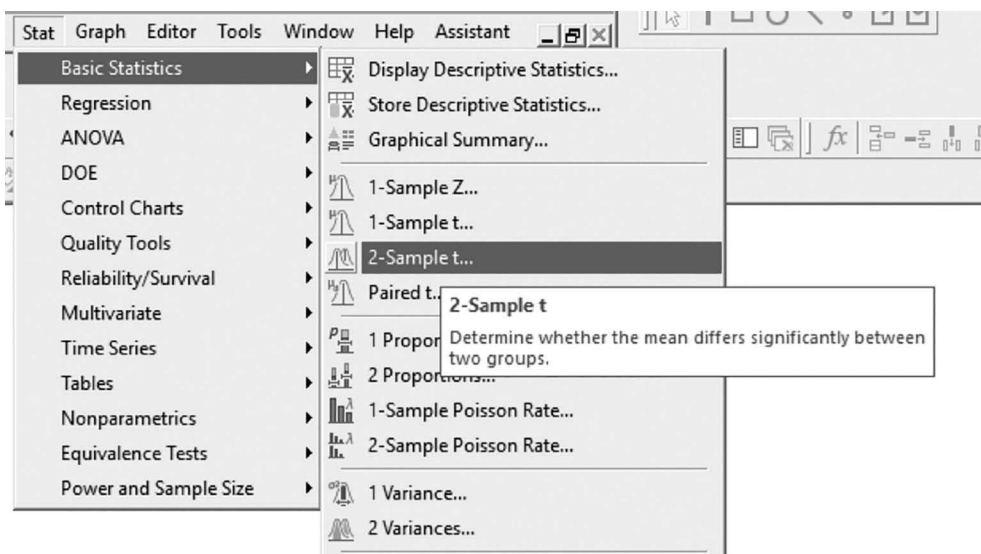 Stat Graph Editor Tools Window Help Assistant
Basic Statistics
Regression
ANOVA
DOE
Control Charts
Quality Tools
Reliability/Survival
Multivariate
Time Series
Tables
Nonparametrics
Equivalence Tests
Power and Sample Size
Display Descriptive Statistics...
Store Descriptive Statistics...
Graphical Summary...
1-Sample Z...
1-Sample t...
2-Sample t...
Paired t..
2-Sample t
Determine whether the mean differs significantly between
two groups.
1 Propor
2 Proportions...
1-Sample Poisson Rate...
2-Sample Poisson Rate...
1 Variance...
2 Variances...
fx